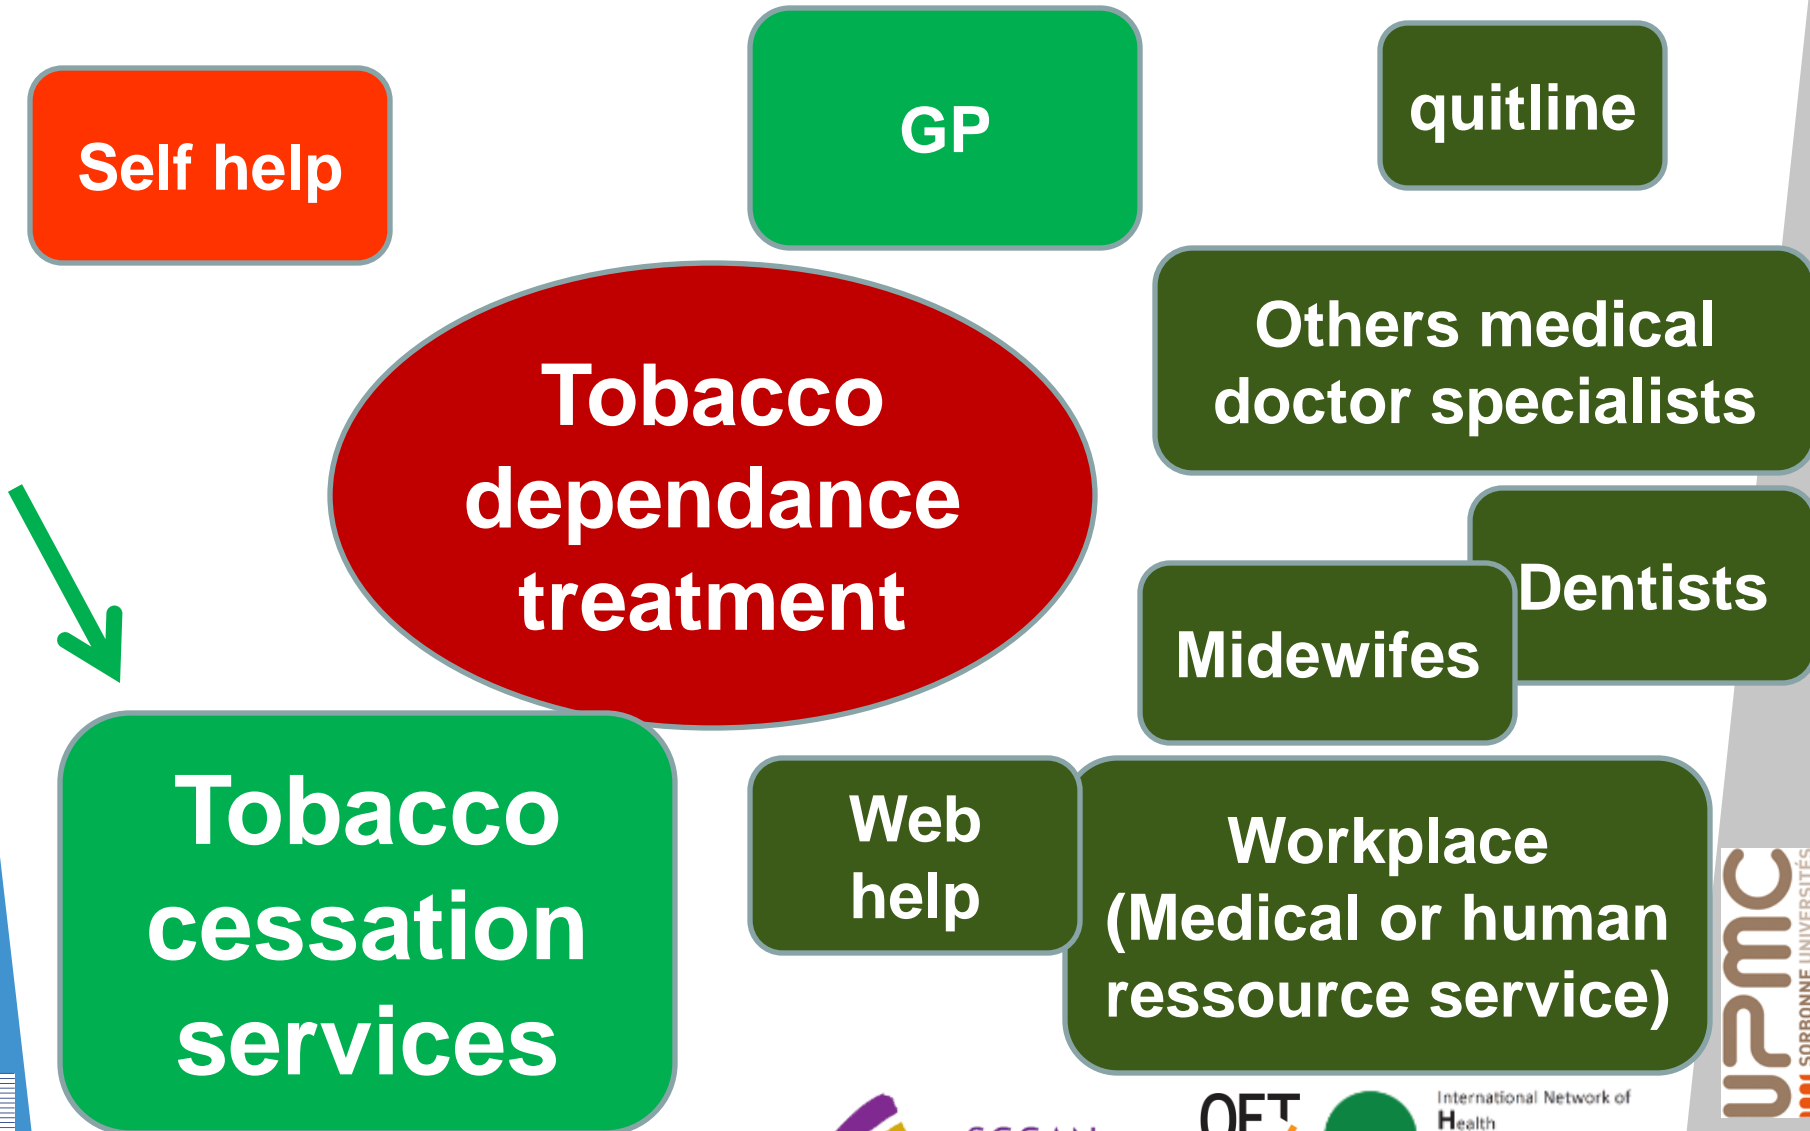 Self help
GP
quitline
Others medical
doctor specialists
Tobacco
dependance
treatment
Dentists
Midewifes
Tobacco
cessation
services
Web
help
Workplace
(Medical or human
ressource service)
UPMC
SORBONNE UNIVERSITÉS
OFT
International Network of
Health